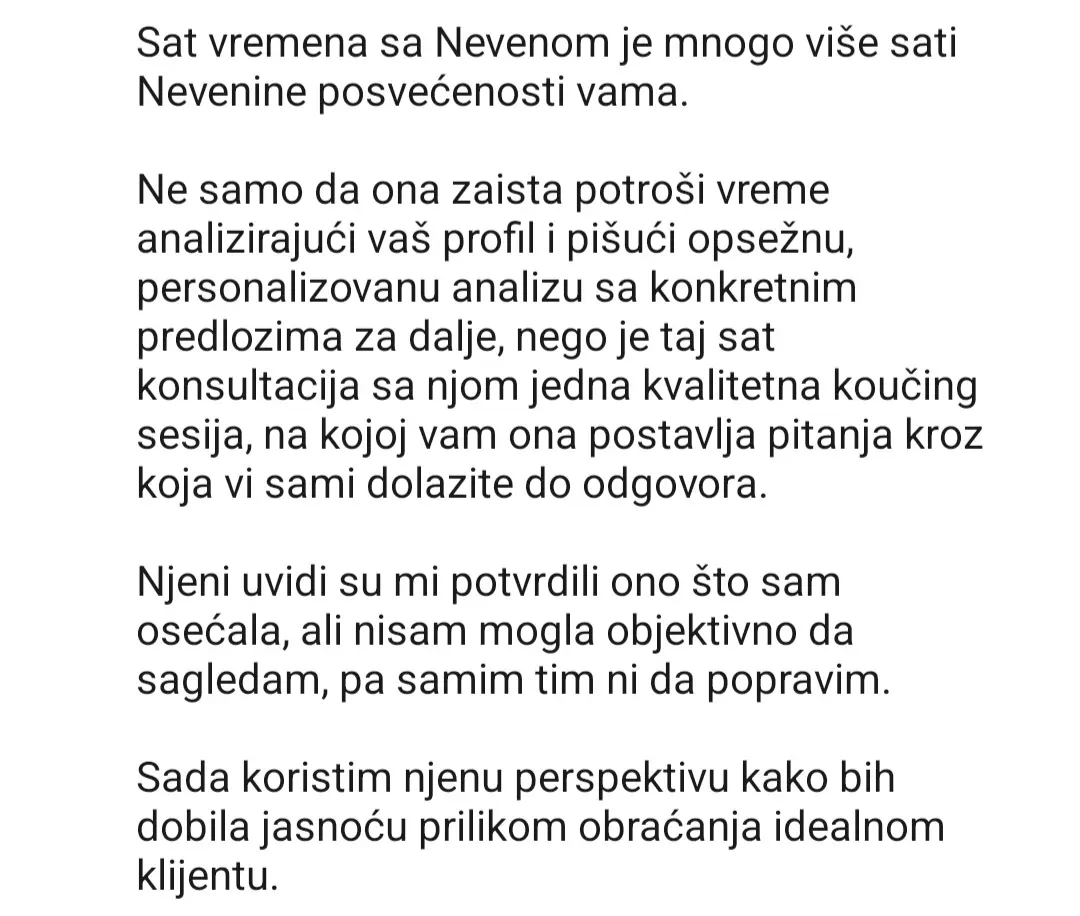 Sat vremena sa Nevenom je mnogo više sati
Nevenine posvećenosti vama.
Ne samo da ona zaista potroši vreme
analizirajući vaš profil i pišući opsežnu,
personalizovanu analizu sa konkretnim
predlozima za dalje, nego je taj sat
konsultacija sa njom jedna kvalitetna koučing
sesija, na kojoj vam ona postavlja pitanja kroz
koja vi sami dolazite do odgovora.
Njeni uvidi su mi potvrdili ono što sam
osećala, ali nisam mogla objektivno da
sagledam, pa samim tim ni da popravim.
Sada koristim njenu perspektivu kako bih
dobila jasnoću prilikom obraćanja idealnom
klijentu.